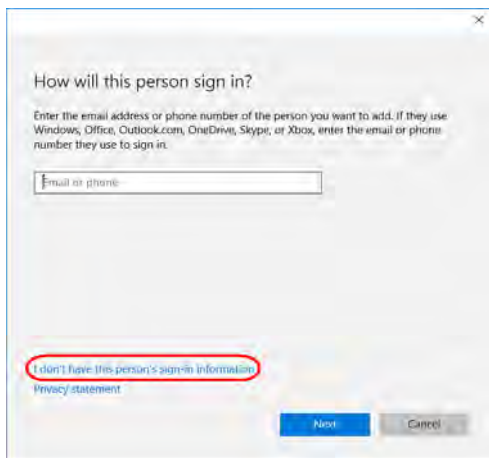 How will this person sign in?
Enter the email address or phone number of the person you want to add. If they use
Windows, Office, Outlook.com, OneDrive, Skype, or Xbox, enter the email or phone
number they use to sign in.
Email or phone
I don't have this person's sign-in information
Privacy statement
Next Cancel